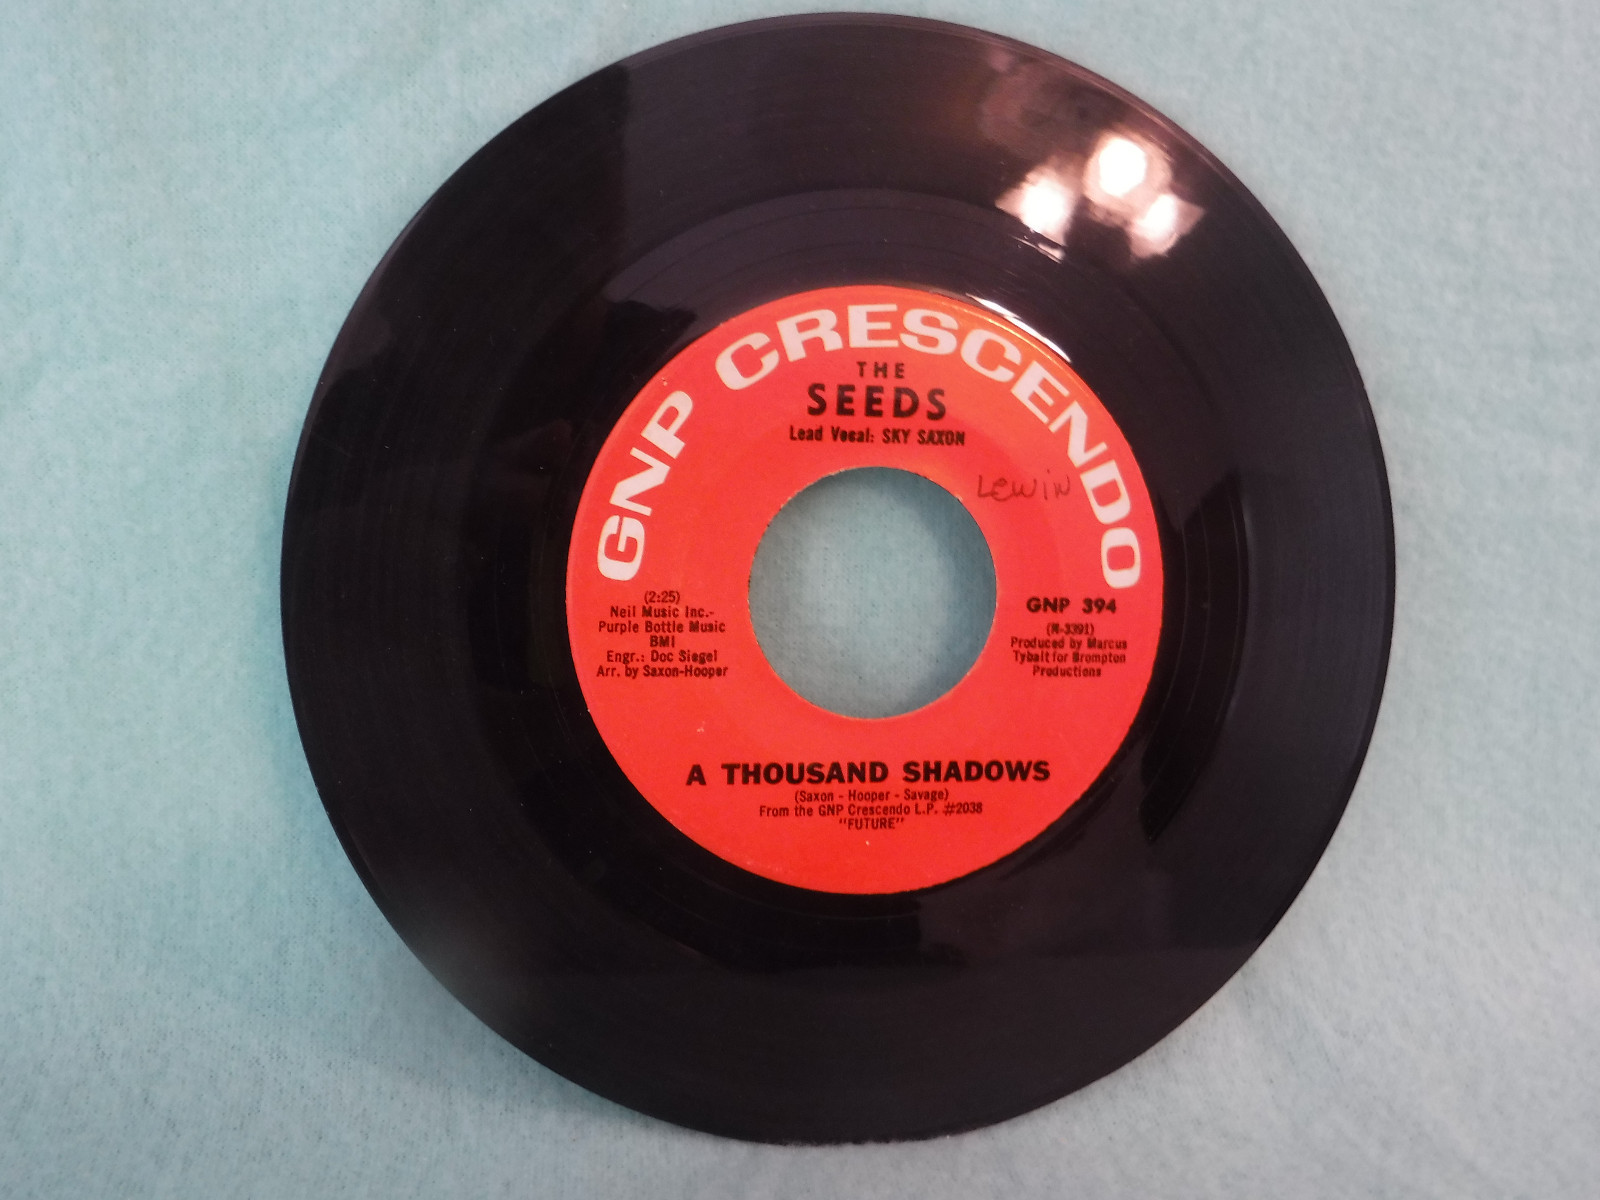 GNP CRESCENDO
THE
SEEDS
Lead Vocal: SKY SAXON
Lewin
(2:25)
Neil Music Inc.-
Purple Bottle Music
BMI
Engr.: Doc Siegel
Arr. by Saxon-Hooper
GNP 394
(N-3391)
Produced by Marcus
Tybalt for Brompton
Productions
A THOUSAND SHADOWS
(Saxon - Hooper - Savage)
From the GNP Crescendo L.P. #2038
"FUTURE"